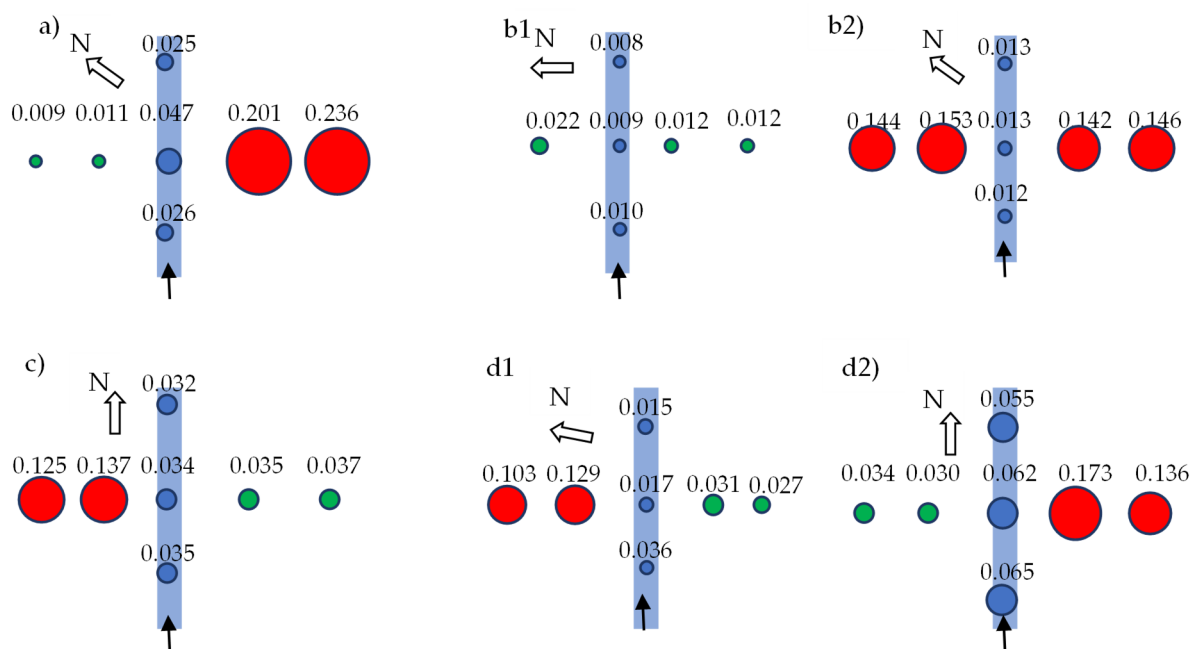 a)
N
0.025
0.009 0.011 0.047 0.201 0.236
0.026
b1
N
0.008
0.022 0.009 0.012 0.012
0.010
b2)
N
0.013
0.144 0.153 0.013 0.142 0.146
0.012
c)
N
0.032
0.125 0.137 0.034 0.035 0.037
0.035
d1
N
0.015
0.103 0.129 0.017 0.031 0.027
0.036
d2)
N
0.055
0.034 0.030 0.062 0.173 0.136
0.065